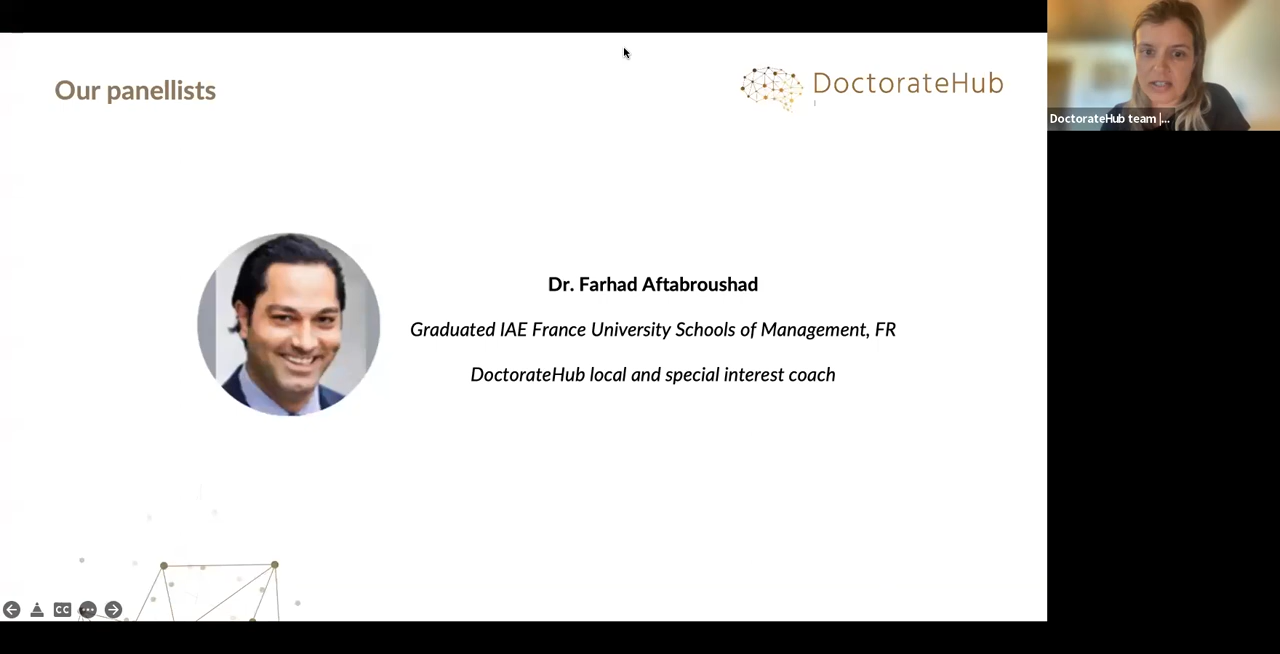 Our panellists
DoctorateHub
DoctorateHub team |...
Dr. Farhad Aftabroushad
Graduated IAE France University Schools of Management, FR
DoctorateHub local and special interest coach
CC